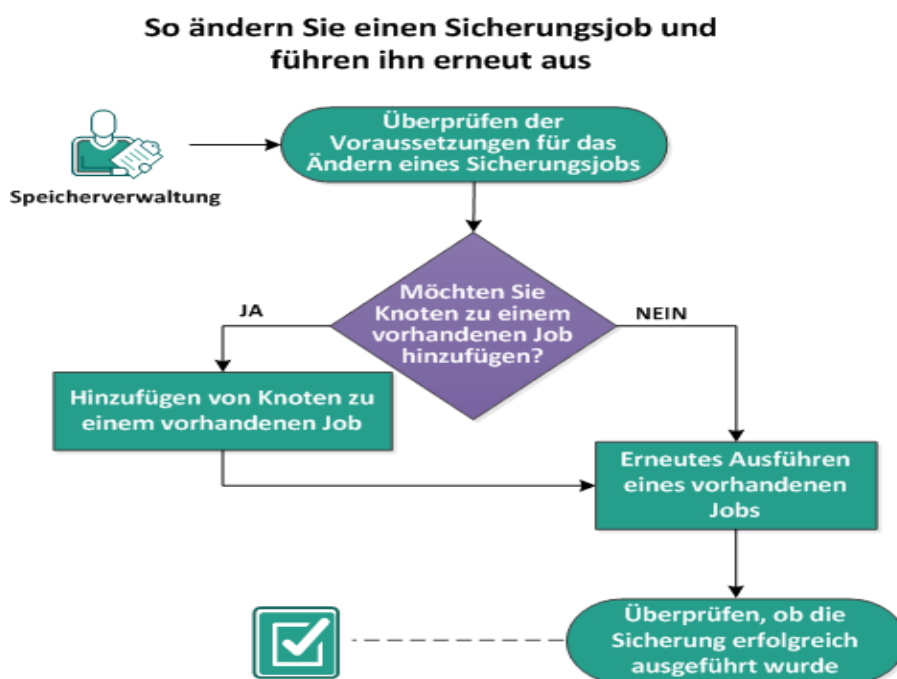 So ändern Sie einen Sicherungsjob und
führen ihn erneut aus
Überprüfen der
Voraussetzungen für das
Ändern eines Sicherungsjobs
Speicherverwaltung
Möchten Sie
Knoten zu einem
vorhandenen Job
hinzufügen?
JA
NEIN
Hinzufügen von Knoten zu
einem vorhandenen Job
Erneutes Ausführen
eines vorhandenen
Jobs
Überprüfen, ob die
Sicherung erfolgreich
ausgeführt wurde